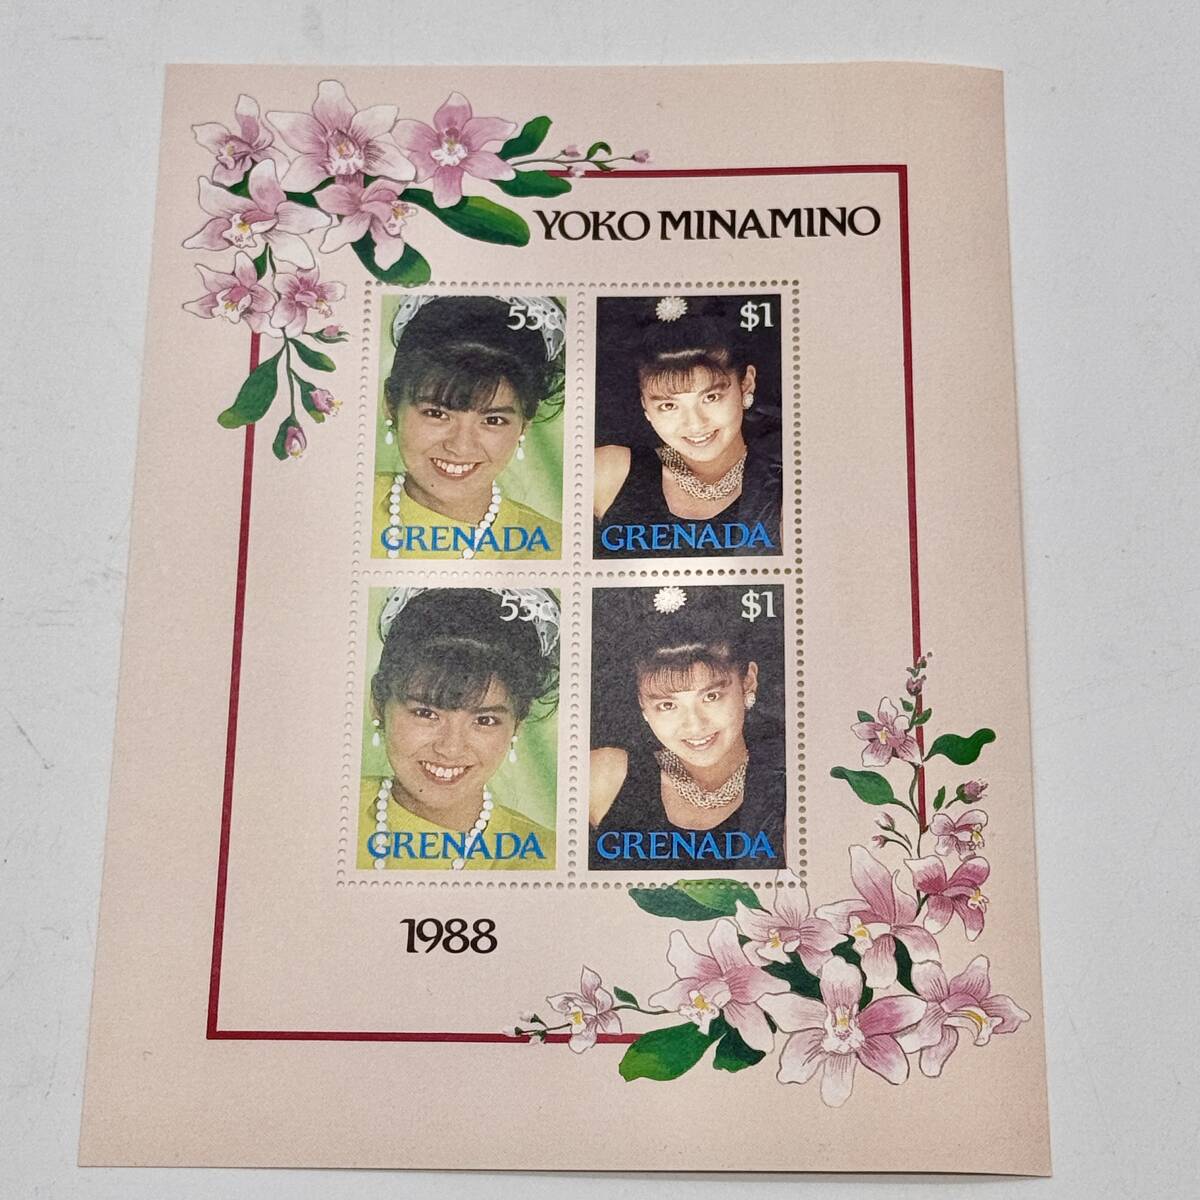 YOKO MINAMINO
55c
$1
GRENADA
GRENADA
55c
$1
GRENADA
GRENADA
1988